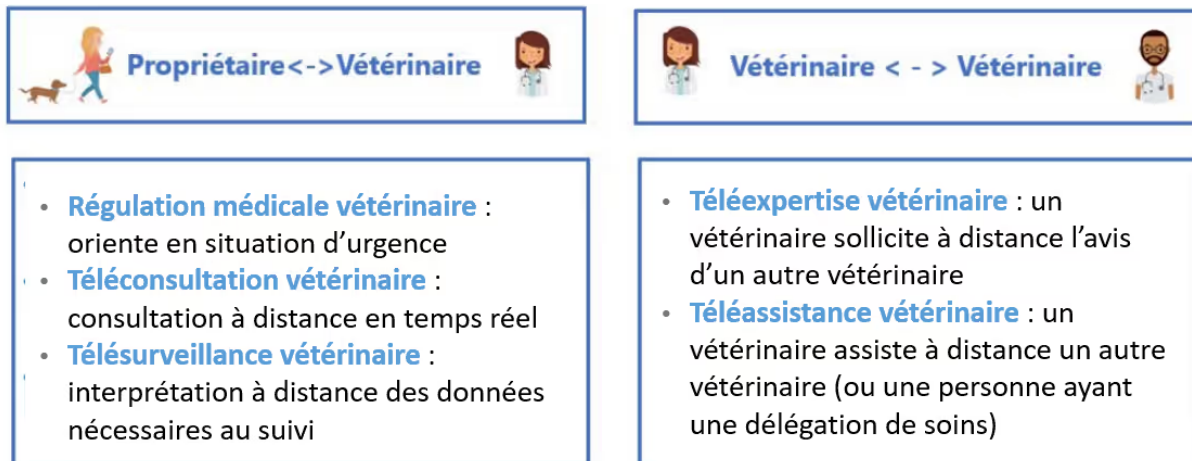 Propriétaire<->Vétérinaire
• Régulation médicale vétérinaire :
oriente en situation d’urgence
• Téléconsultation vétérinaire :
consultation à distance en temps réel
• Télésurveillance vétérinaire :
interprétation à distance des données
nécessaires au suivi
Vétérinaire < - > Vétérinaire
• Téléexpertise vétérinaire : un
vétérinaire sollicite à distance l’avis
d’un autre vétérinaire
• Téléassistance vétérinaire : un
vétérinaire assiste à distance un autre
vétérinaire (ou une personne ayant
une délégation de soins)